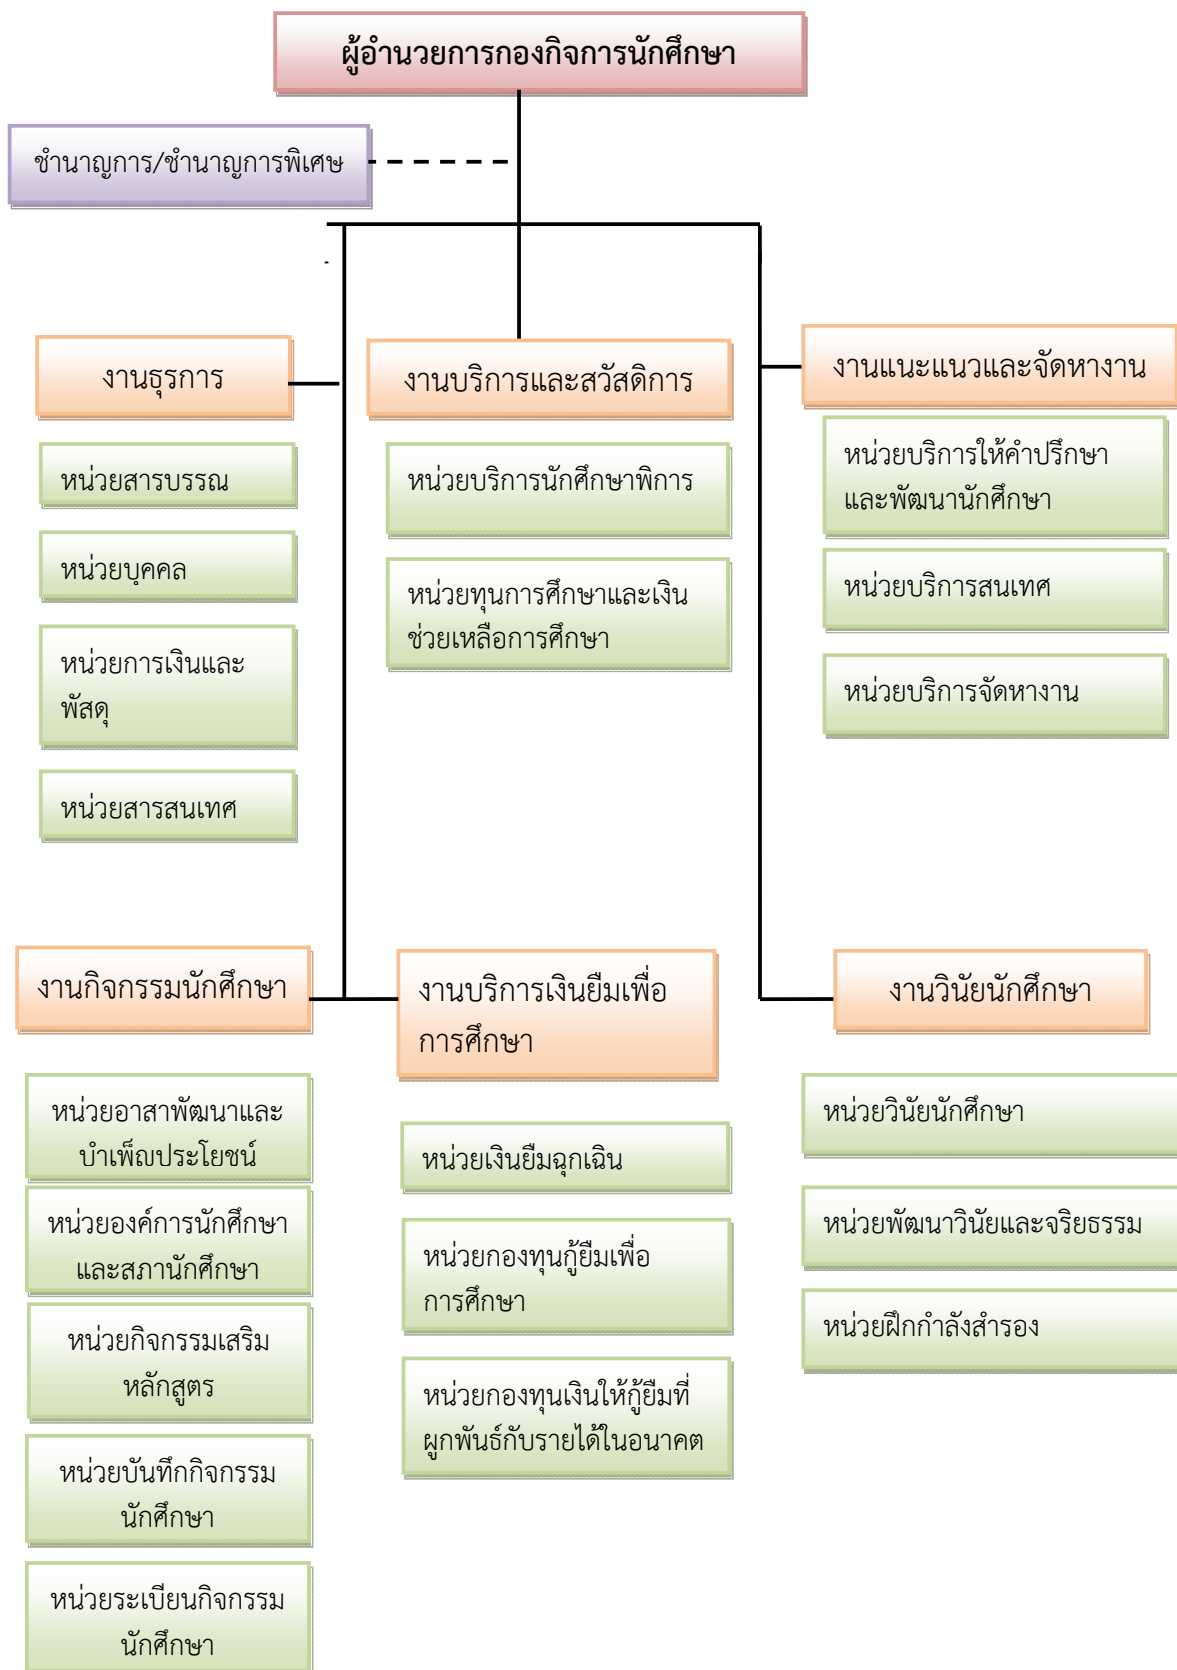 ผู้อำนวยการกองกิจการนักศึกษา
ชำนาญการ/ชำนาญการพิเศษ
งานธุรการ
หน่วยสารบรรณ
หน่วยบุคคล
หน่วยการเงินและ
พัสดุ
หน่วยสารสนเทศ
งานบริการและสวัสดิการ
หน่วยบริการนักศึกษาพิการ
หน่วยทุนการศึกษาและเงิน
ช่วยเหลือการศึกษา
งานแนะแนวและจัดหางาน
หน่วยบริการให้คำปรึกษา
และพัฒนานักศึกษา
หน่วยบริการสนเทศ
หน่วยบริการจัดหางาน
งานกิจกรรมนักศึกษา
หน่วยอาสาพัฒนาและ
บำเพ็ญประโยชน์
หน่วยองค์การนักศึกษา
และสภานักศึกษา
หน่วยกิจกรรมเสริม
หลักสูตร
หน่วยบันทึกกิจกรรม
นักศึกษา
หน่วยระเบียนกิจกรรม
นักศึกษา
งานบริการเงินยืมเพื่อ
การศึกษา
หน่วยเงินยืมฉุกเฉิน
หน่วยกองทุนกู้ยืมเพื่อ
การศึกษา
หน่วยกองทุนเงินให้กู้ยืมที่
ผูกพันธ์กับรายได้ในอนาคต
งานวินัยนักศึกษา
หน่วยวินัยนักศึกษา
หน่วยพัฒนาวินัยและจริยธรรม
หน่วยฝึกกำลังสำรอง